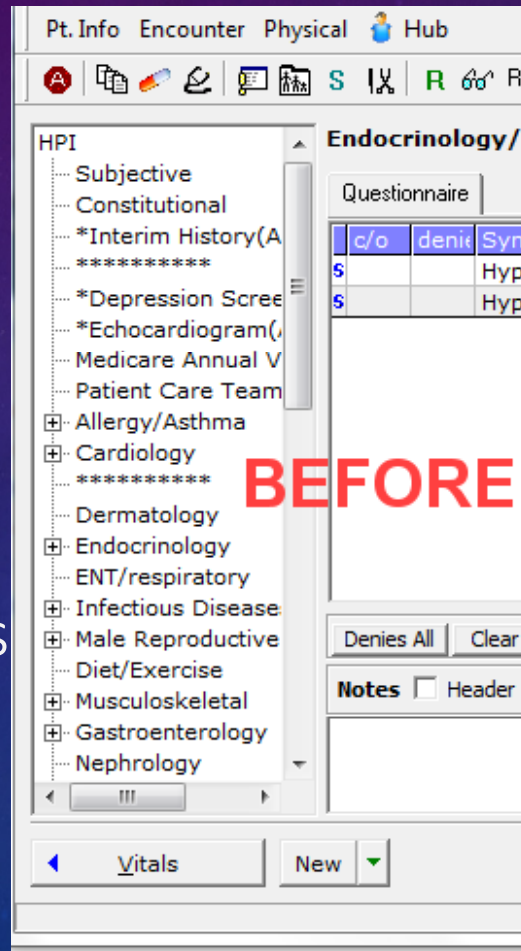 Pt. Info Encounter Physical Hub
A S R
HPI
Subjective
Constitutional
*Interim History(A
**********
*Depression Scree
*Echocardiogram(
Medicare Annual V
Patient Care Team
Allergy/Asthma
Cardiology
**********
Dermatology
Endocrinology
ENT/respiratory
Infectious Disease
Male Reproductive
Diet/Exercise
Musculoskeletal
Gastroenterology
Nephrology
Endocrinology/
Questionnaire
c/o denie Syn
S Hyp
S Hyp
BEFORE
S
Denies All Clear
Notes Header
Vitals New